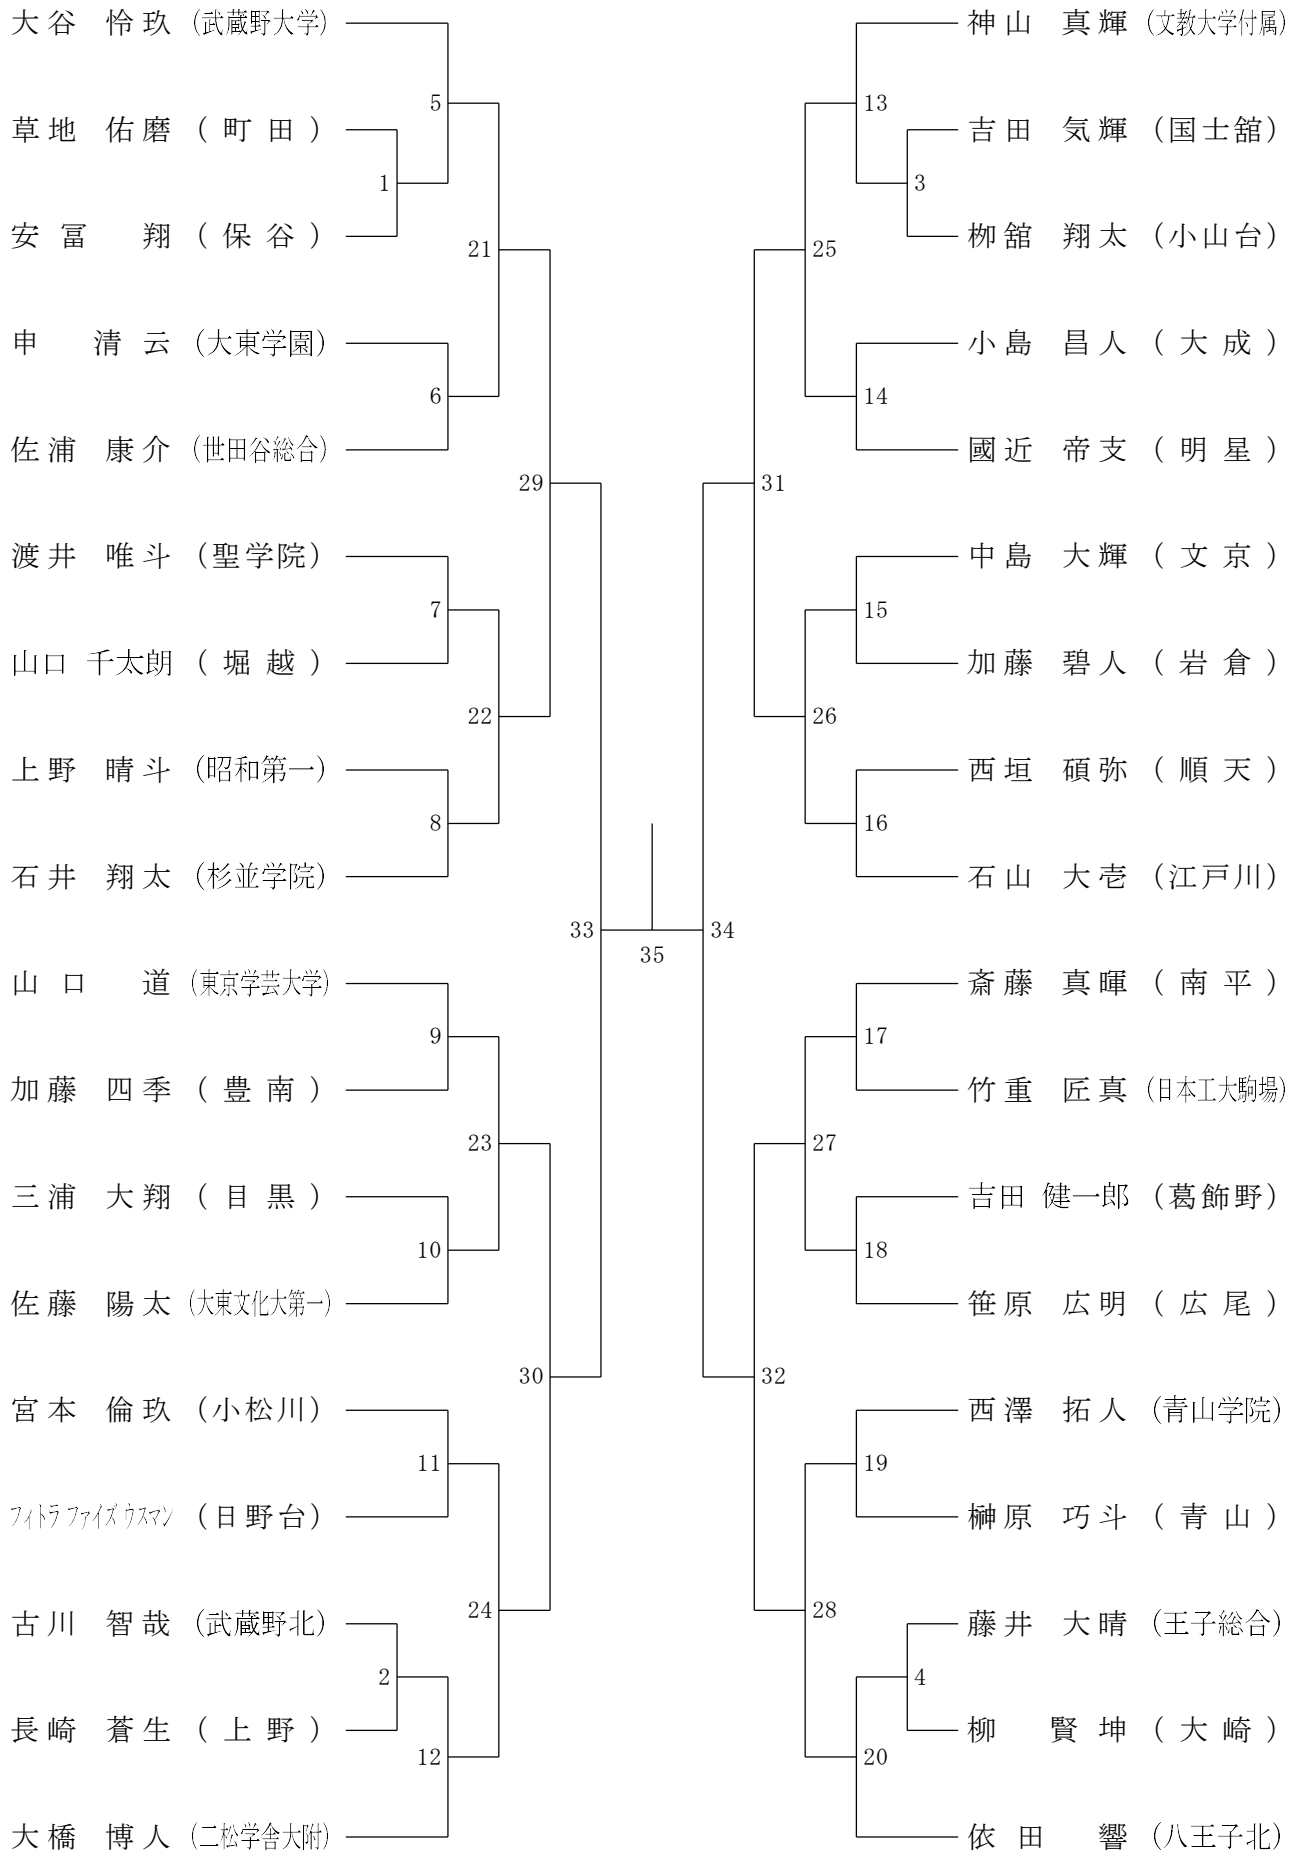 大谷 怜玖 (武蔵野大学)
5
草地 佑磨 (町田)
1
安冨 翔 (保谷)
21
申 清云 (大東学園)
6
佐浦 康介 (世田谷総合)
29
渡井 唯斗 (聖学院)
7
山口 千太朗 (堀越)
22
上野 晴斗 (昭和第一)
8
石井 翔太 (杉並学院)
33
山口 道 (東京学芸大学)
9
加藤 四季 (豊南)
23
三浦 大翔 (目黒)
10
佐藤 陽太 (大東文化大第一)
30
宮本 倫玖 (小松川)
11
フィトラ ファイズ ウスマン (日野台)
24
古川 智哉 (武蔵野北)
2
長崎 蒼生 (上野)
12
大橋 博人 (二松学舎大附)
35
神山 真輝 (文教大学付属)
13
吉田 気輝 (国士舘)
3
栁舘 翔太 (小山台)
25
小島 昌人 (大成)
14
國近 帝支 (明星)
31
中島 大輝 (文京)
15
加藤 碧人 (岩倉)
26
西垣 碩弥 (順天)
16
石山 大壱 (江戸川)
34
斎藤 真暉 (南平)
17
竹重 匠真 (日本工大駒場)
27
吉田 健一郎 (葛飾野)
18
笹原 広明 (広尾)
32
西澤 拓人 (青山学院)
19
榊原 巧斗 (青山)
28
藤井 大晴 (王子総合)
4
柳 賢坤 (大崎)
20
依田 響 (八王子北)